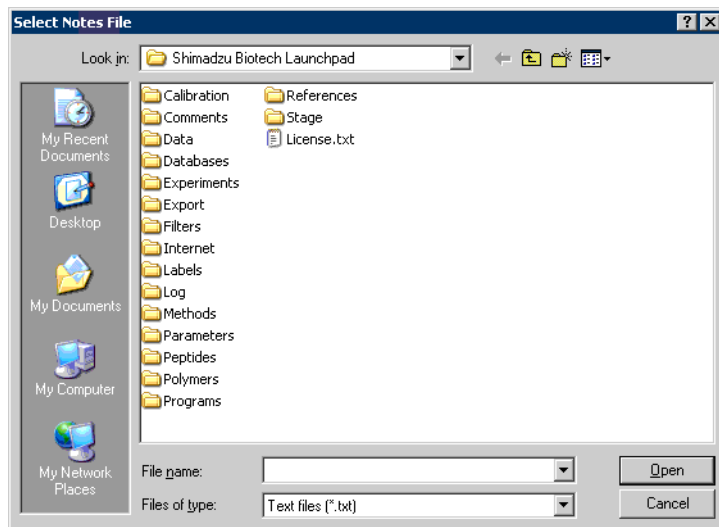 Select Notes File
Look in: Shimadzu Biotech Launchpad
My Recent
Documents
Desktop
My Documents
My Computer
My Network
Places
Calibration
Comments
Data
Databases
Experiments
Export
Filters
Internet
Labels
Log
Methods
Parameters
Peptides
Polymers
Programs
References
Stage
License.txt
File name:
Open
Files of type: Text files (*.txt)
Cancel